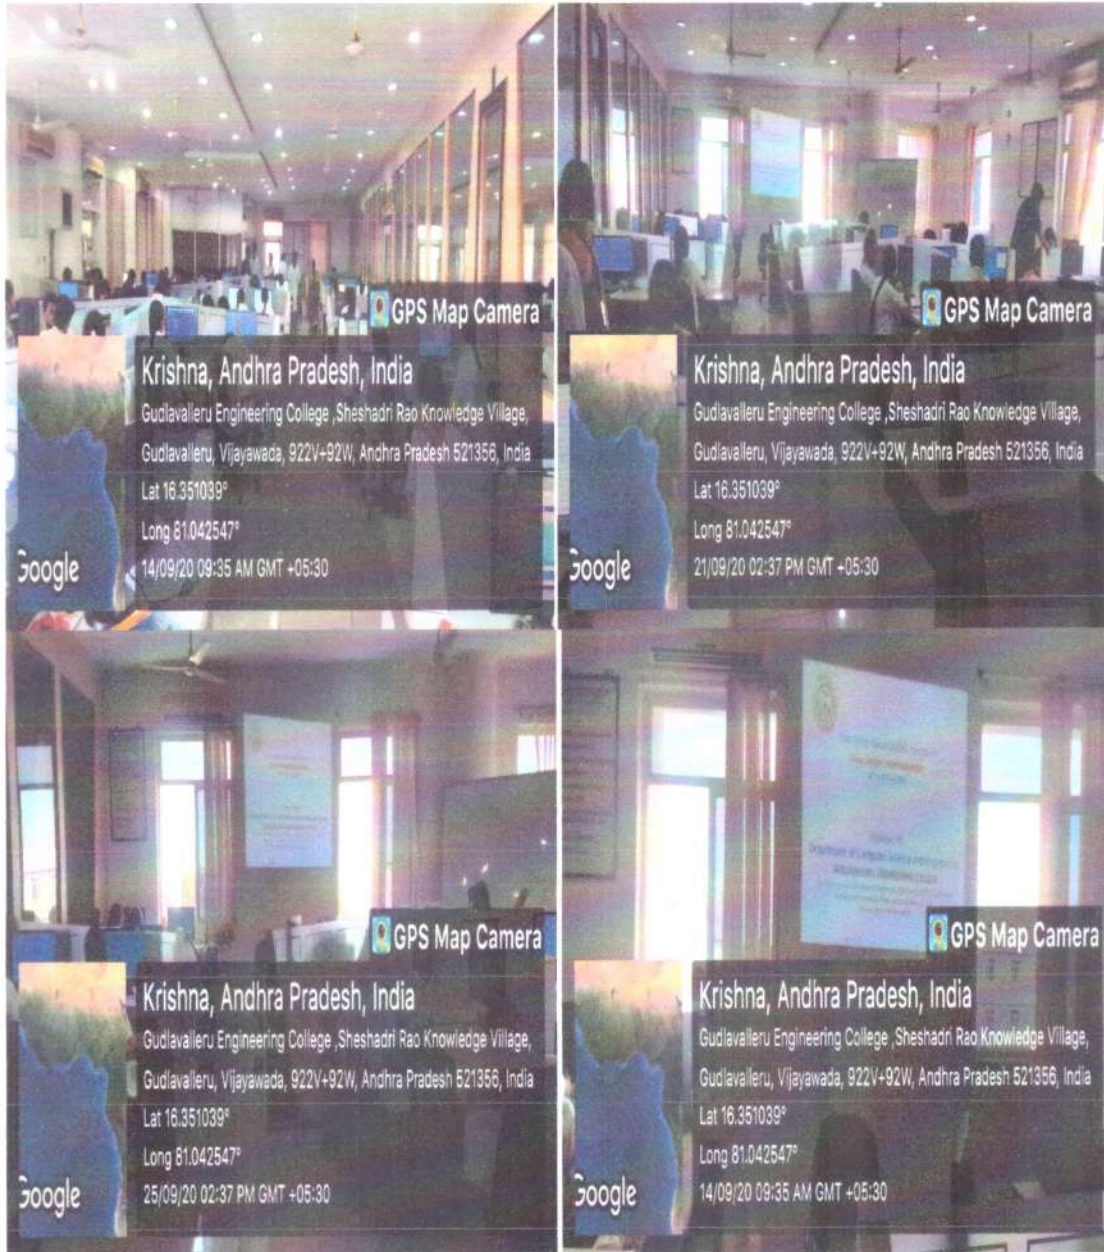 GPS Map Camera
Krishna, Andhra Pradesh, India
Gudlavalleru Engineering College ,Sheshadri Rao Knowledge Village,
Gudlavalleru, Vijayawada, 922V+92W, Andhra Pradesh 521356, India
Lat 16.351039°
Long 81.042547°
14/09/20 09:35 AM GMT +05:30
Google
GPS Map Camera
Krishna, Andhra Pradesh, India
Gudlavalleru Engineering College ,Sheshadri Rao Knowledge Village,
Gudlavalleru, Vijayawada, 922V+92W, Andhra Pradesh 521356, India
Lat 16.351039°
Long 81.042547°
21/09/20 02:37 PM GMT +05:30
Google
GPS Map Camera
Krishna, Andhra Pradesh, India
Gudlavalleru Engineering College ,Sheshadri Rao Knowledge Village,
Gudlavalleru, Vijayawada, 922V+92W, Andhra Pradesh 521356, India
Lat 16.351039°
Long 81.042547°
25/09/20 02:37 PM GMT +05:30
Google
Department of Computer Science
GPS Map Camera
Krishna, Andhra Pradesh, India
Gudlavalleru Engineering College ,Sheshadri Rao Knowledge Village,
Gudlavalleru, Vijayawada, 922V+92W, Andhra Pradesh 521356, India
Lat 16.351039°
Long 81.042547°
14/09/20 09:35 AM GMT +05:30
Google